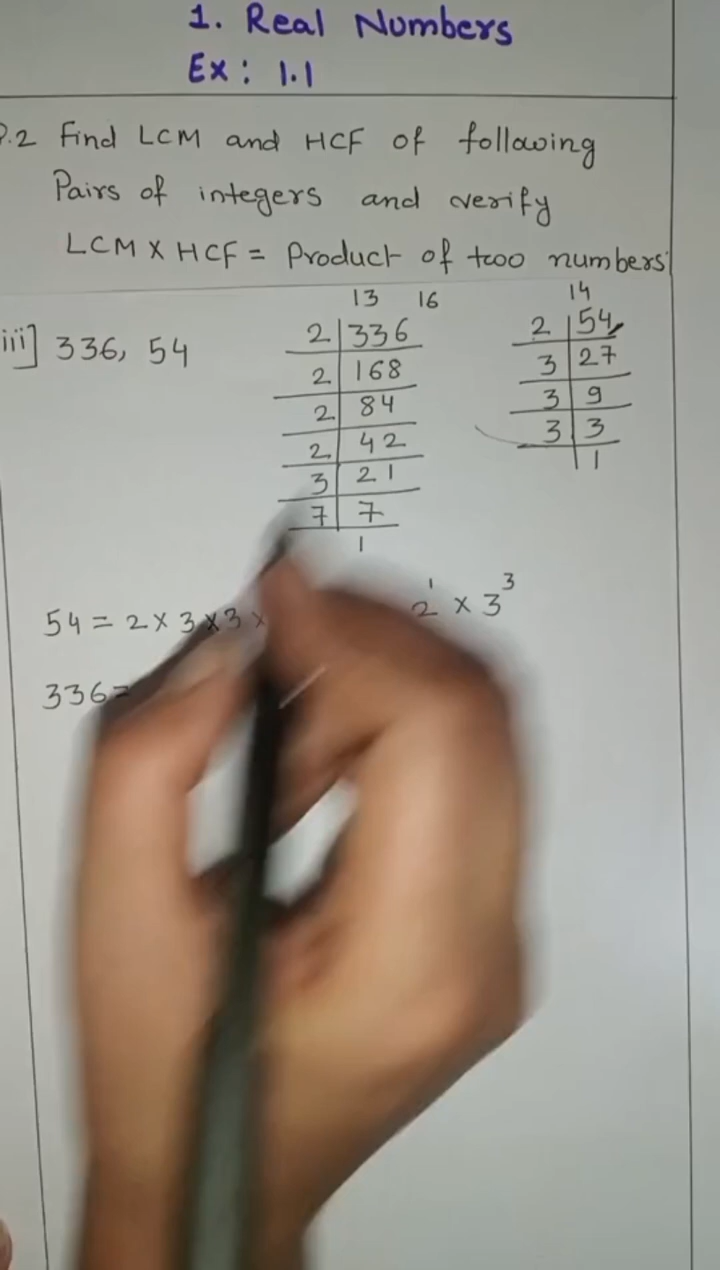 1. Real Numbers
Ex: 1.1
.2 Find LCM and HCF of following
Pairs of integers and verify
LCM X HCF = Product of two numbers
iii] 336, 54
13 16
2 | 336
2 | 168
2 | 84
2 | 42
3 | 21
7 | 7
1
14
2 | 54
3 | 27
3 | 9
3 | 3
1
54 = 2 × 3 × 3 × 2¹ × 3³
336 =